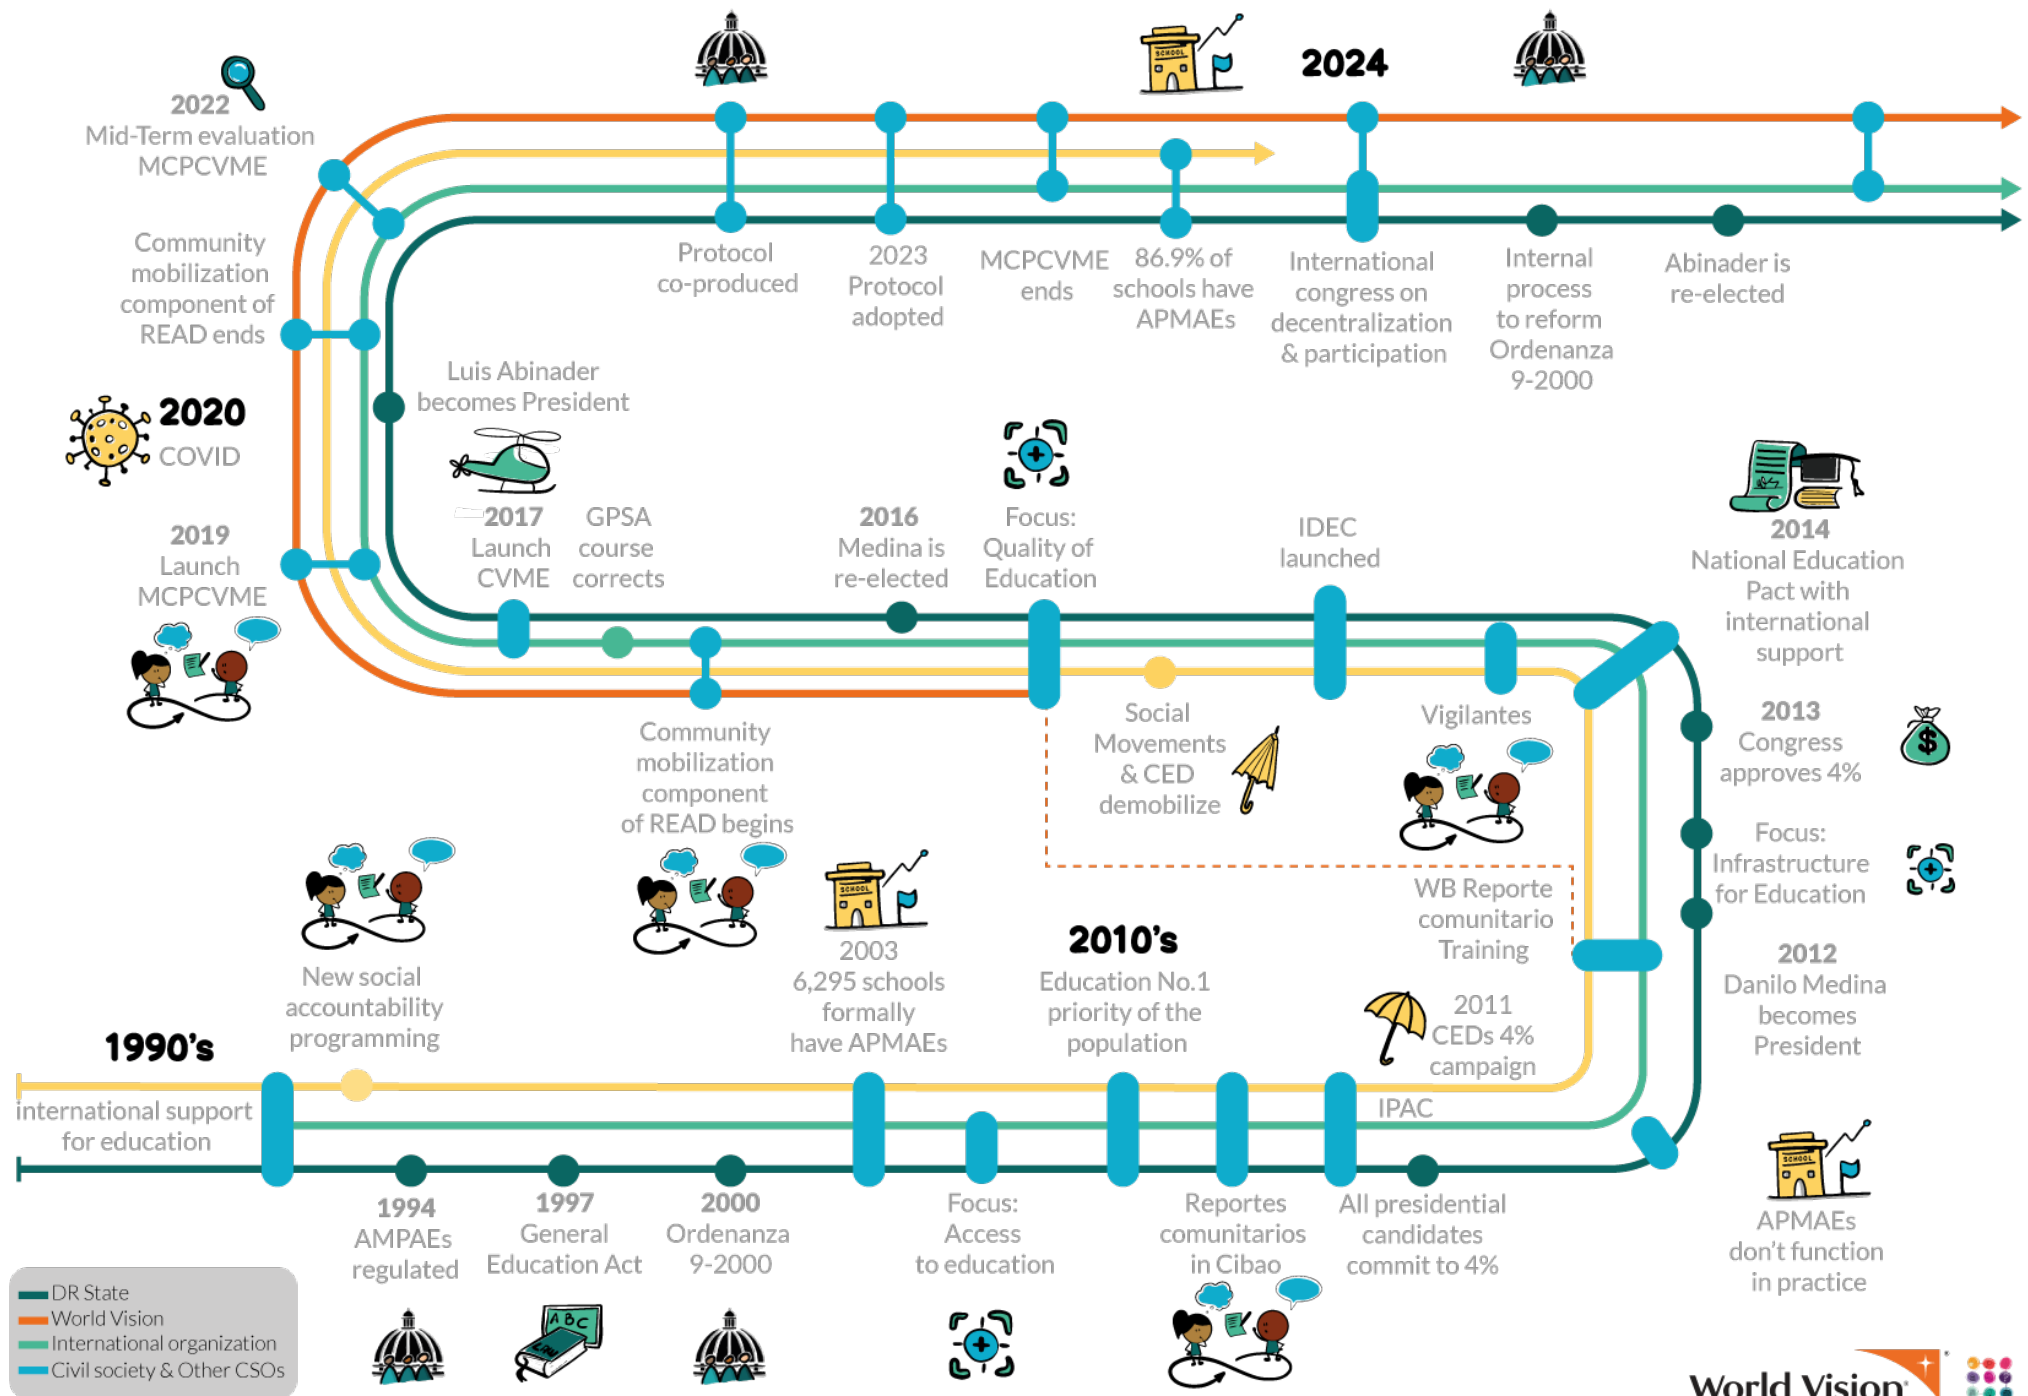 2024
2022
Mid-Term evaluation
MCPCVME
Community
mobilization
component of
READ ends
Protocol
co-produced
2023
Protocol
adopted
MCPCVME
ends
86.9% of
schools have
APMAEs
International
congress on
decentralization
& participation
Internal
process
to reform
Ordenanza
9-2000
Abinader is
re-elected
SCHOOL
Luis Abinader
becomes President
2020
COVID
2019
Launch
MCPCVME
2017
Launch
CVME
GPSA
course
corrects
2016
Medina is
re-elected
Focus:
Quality of
Education
IDEC
launched
2014
National Education
Pact with
international
support
Community
mobilization
component
of READ begins
Social
Movements
& CED
demobilize
Vigilantes
2013
Congress
approves 4%
$
Focus:
Infrastructure
for Education
WB Reporte
comunitario
Training
2012
Danilo Medina
becomes
President
New social
accountability
programming
SCHOOL
2003
6,295 schools
formally
have APMAEs
2010's
Education No.1
priority of the
population
2011
CEDs 4%
campaign
IPAC
1990's
international support
for education
1994
AMPAEs
regulated
1997
General
Education Act
2000
Ordenanza
9-2000
Focus:
Access
to education
Reportes
comunitarios
in Cibao
All presidential
candidates
commit to 4%
SCHOOL
APMAEs
don't function
in practice
ABC
LAW
DR State
World Vision
International organization
Civil society & Other CSOs
World Vision